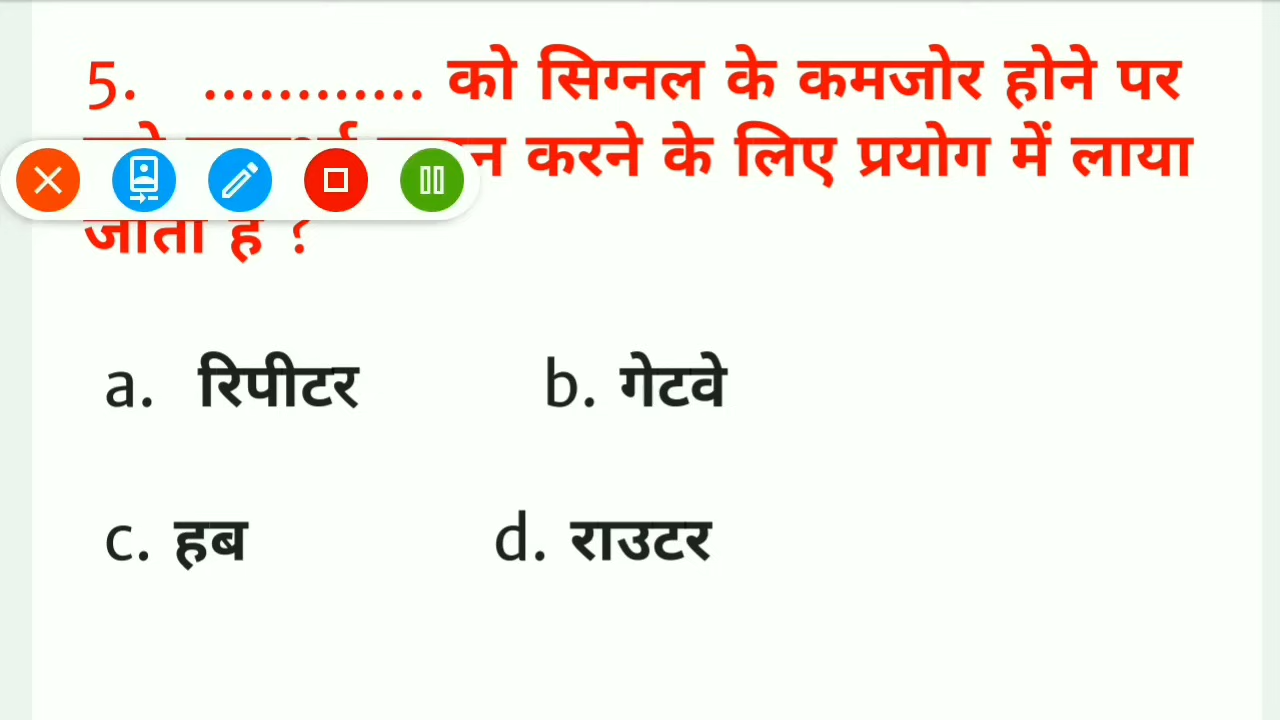 5. ............ को सिग्नल के कमजोर होने पर
करने के लिए प्रयोग में लाया
जाता है ?
a. रिपीटर b. गेटवे
c. हब d. राउटर